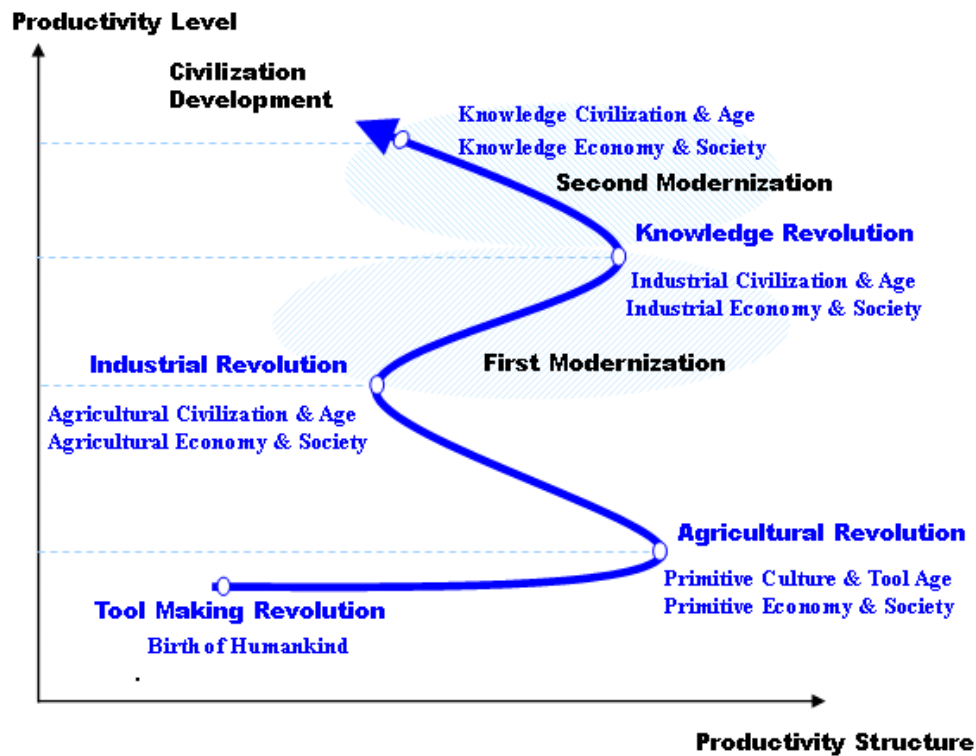 Productivity Level
Civilization
Development
Knowledge Civilization & Age
Knowledge Economy & Society
Second Modernization
Knowledge Revolution
Industrial Civilization & Age
Industrial Economy & Society
Industrial Revolution
First Modernization
Agricultural Civilization & Age
Agricultural Economy & Society
Agricultural Revolution
Primitive Culture & Tool Age
Primitive Economy & Society
Tool Making Revolution
Birth of Humankind
Productivity Structure